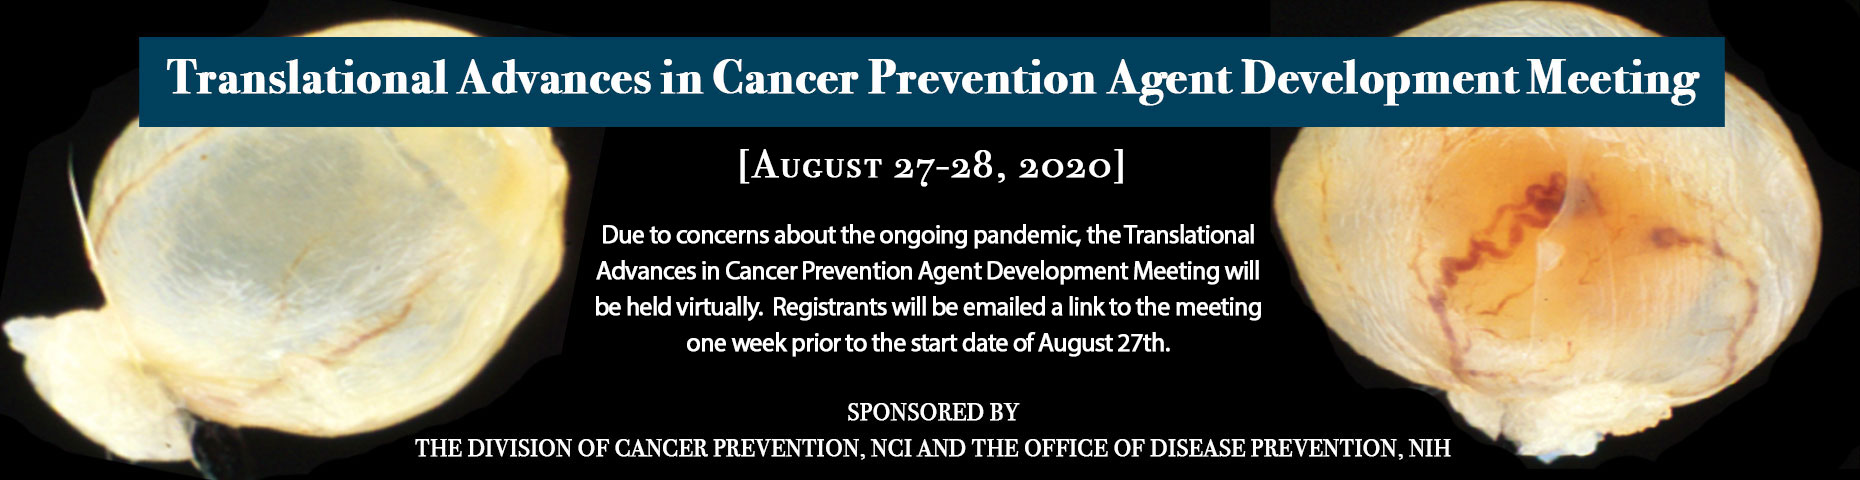 Translational Advances in Cancer Prevention Agent Development Meeting
[August 27-28, 2020]
Due to concerns about the ongoing pandemic, the Translational
Advances in Cancer Prevention Agent Development Meeting will
be held virtually. Registrants will be emailed a link to the meeting
one week prior to the start date of August 27th.
SPONSORED BY
THE DIVISION OF CANCER PREVENTION, NCI AND THE OFFICE OF DISEASE PREVENTION, NIH